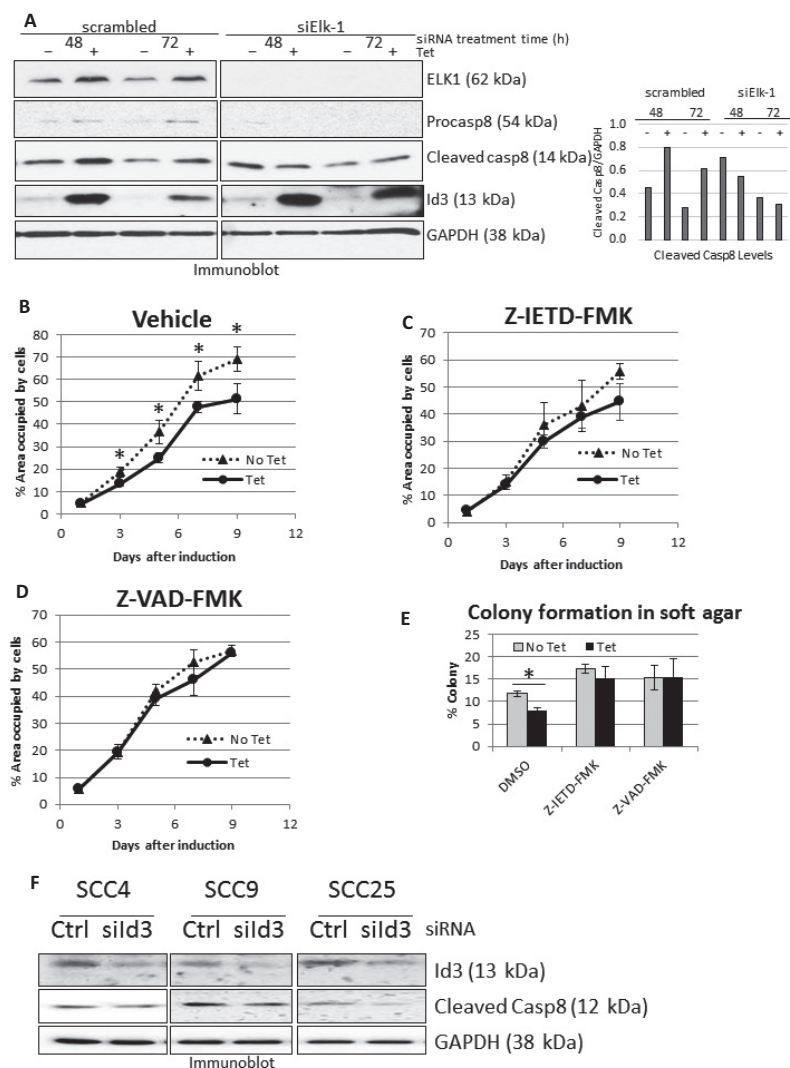 A
scrambled
siElk-1
48
72
48
72
siRNA treatment time (h)
– + – + – + – + Tet
ELK1 (62 kDa)
Procasp8 (54 kDa)
Cleaved casp8 (14 kDa)
Id3 (13 kDa)
GAPDH (38 kDa)
Immunoblot
scrambled
siElk-1
48 72 48 72
- + - + - + - +
Cleaved Casp8/GAPDH
1.0
0.8
0.6
0.4
0.2
0.0
Cleaved Casp8 Levels
B
Vehicle
% Area occupied by cells
80
70
60
50
40
30
20
10
0
* * * *
No Tet
Tet
0 3 6 9 12
Days after induction
C
Z-IETD-FMK
% Area occupied by cells
70
60
50
40
30
20
10
0
No Tet
Tet
0 3 6 9 12
Days after induction
D
Z-VAD-FMK
% Area occupied by cells
70
60
50
40
30
20
10
0
No Tet
Tet
0 3 6 9 12
Days after induction
E
Colony formation in soft agar
% Colony
25
20
15
10
5
0
No Tet Tet
*
DMSO
Z-IETD-FMK
Z-VAD-FMK
F
SCC4 SCC9 SCC25
Ctrl siId3 Ctrl siId3 Ctrl siId3 siRNA
Id3 (13 kDa)
Cleaved Casp8 (12 kDa)
GAPDH (38 kDa)
Immunoblot